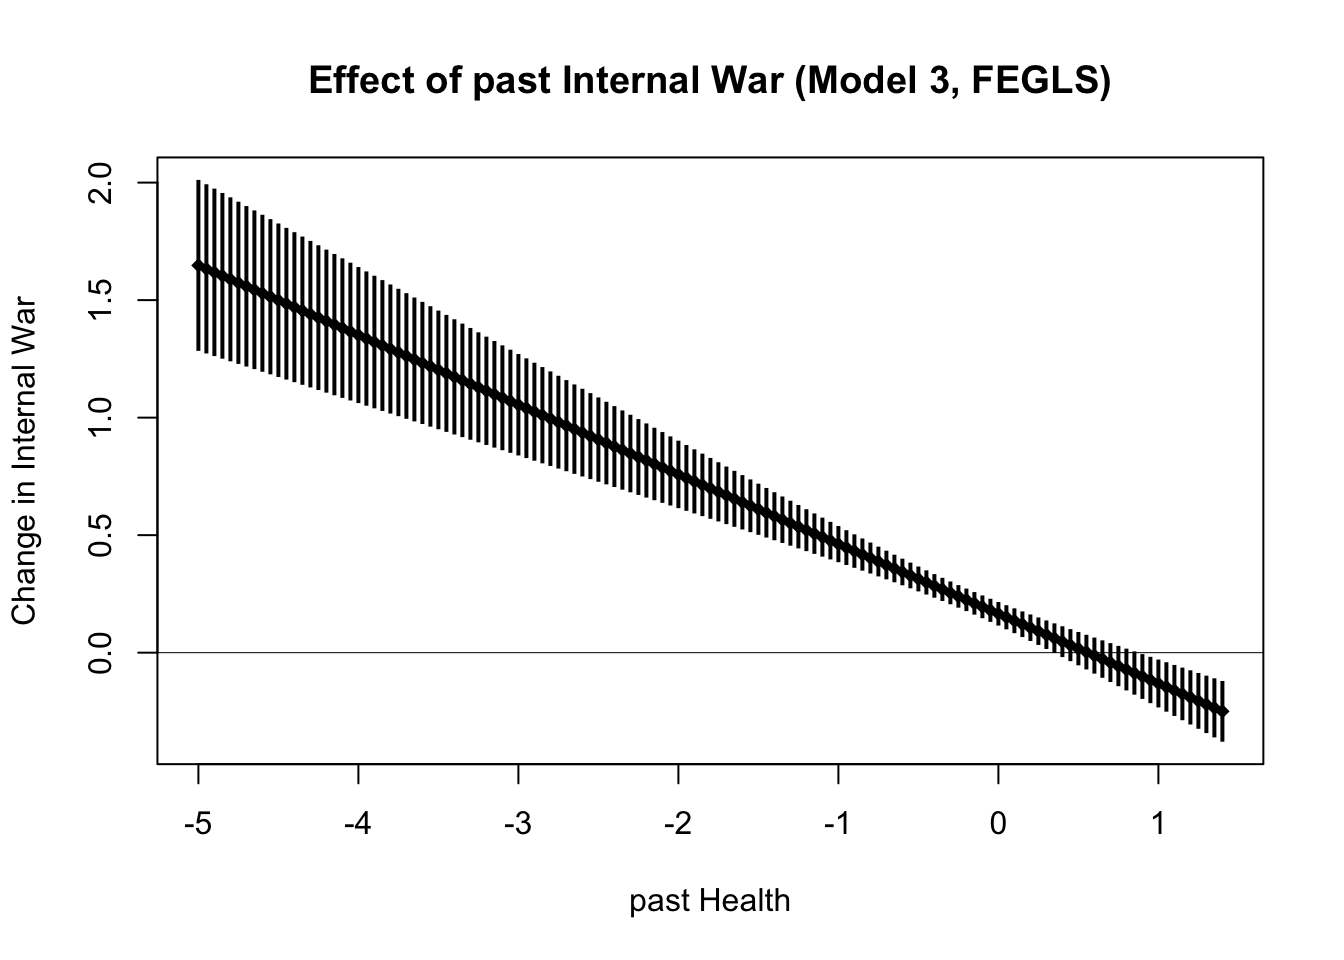 Effect of past Internal War (Model 3, FEGLS)
Change in Internal War
2.0
1.5
1.0
0.5
0.0
-5 -4 -3 -2 -1 0 1
past Health